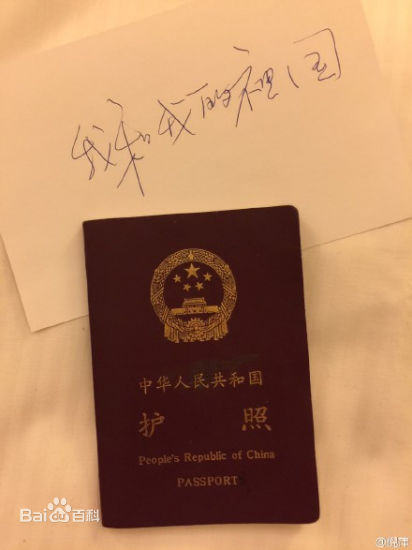 我和我的祖国
中华人民共和国
护照
People's Republic of China
PASSPORT
Bai百科